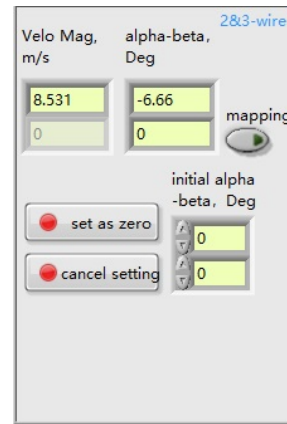 2&3-wire
Velo Mag,
m/s
alpha-beta,
Deg
8.531
0
-6.66
0
mapping
initial alpha
-beta, Deg
set as zero
0
cancel setting
0